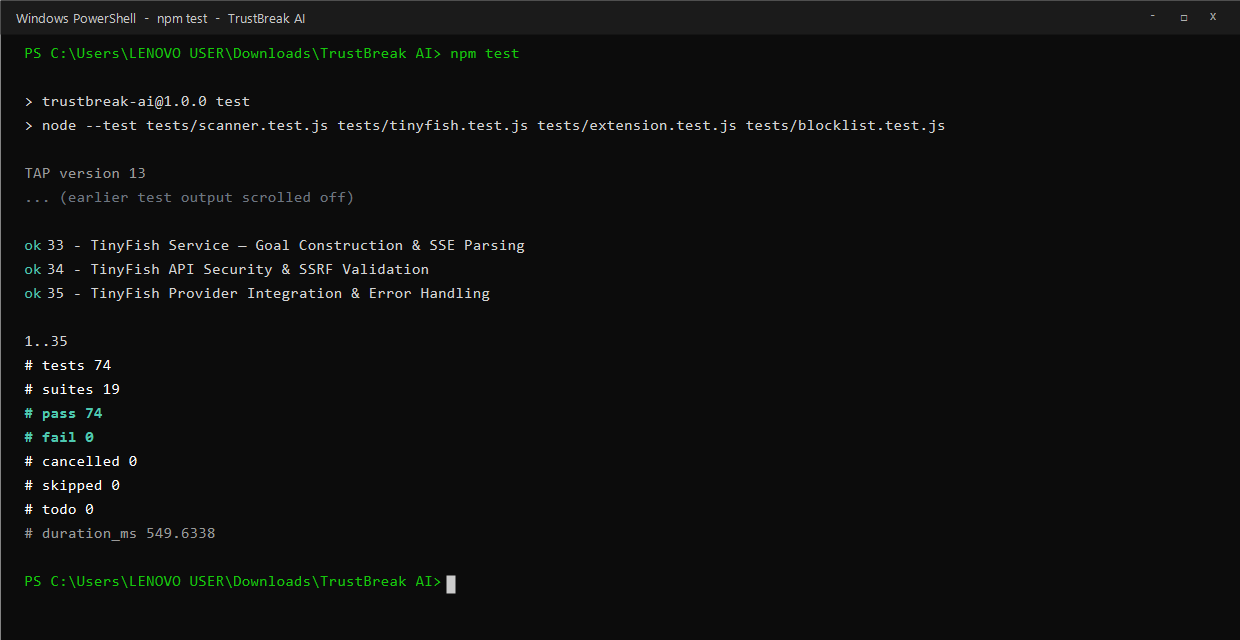 Windows PowerShell - npm test - TrustBreak AI
PS C:\Users\LENOVO USER\Downloads\TrustBreak AI> npm test
> trustbreak-ai@1.0.0 test
> node --test tests/scanner.test.js tests/tinyfish.test.js tests/extension.test.js tests/blocklist.test.js
TAP version 13
... (earlier test output scrolled off)
ok 33 - TinyFish Service — Goal Construction & SSE Parsing
ok 34 - TinyFish API Security & SSRF Validation
ok 35 - TinyFish Provider Integration & Error Handling
1..35
# tests 74
# suites 19
# pass 74
# fail 0
# cancelled 0
# skipped 0
# todo 0
# duration_ms 549.6338
PS C:\Users\LENOVO USER\Downloads\TrustBreak AI>